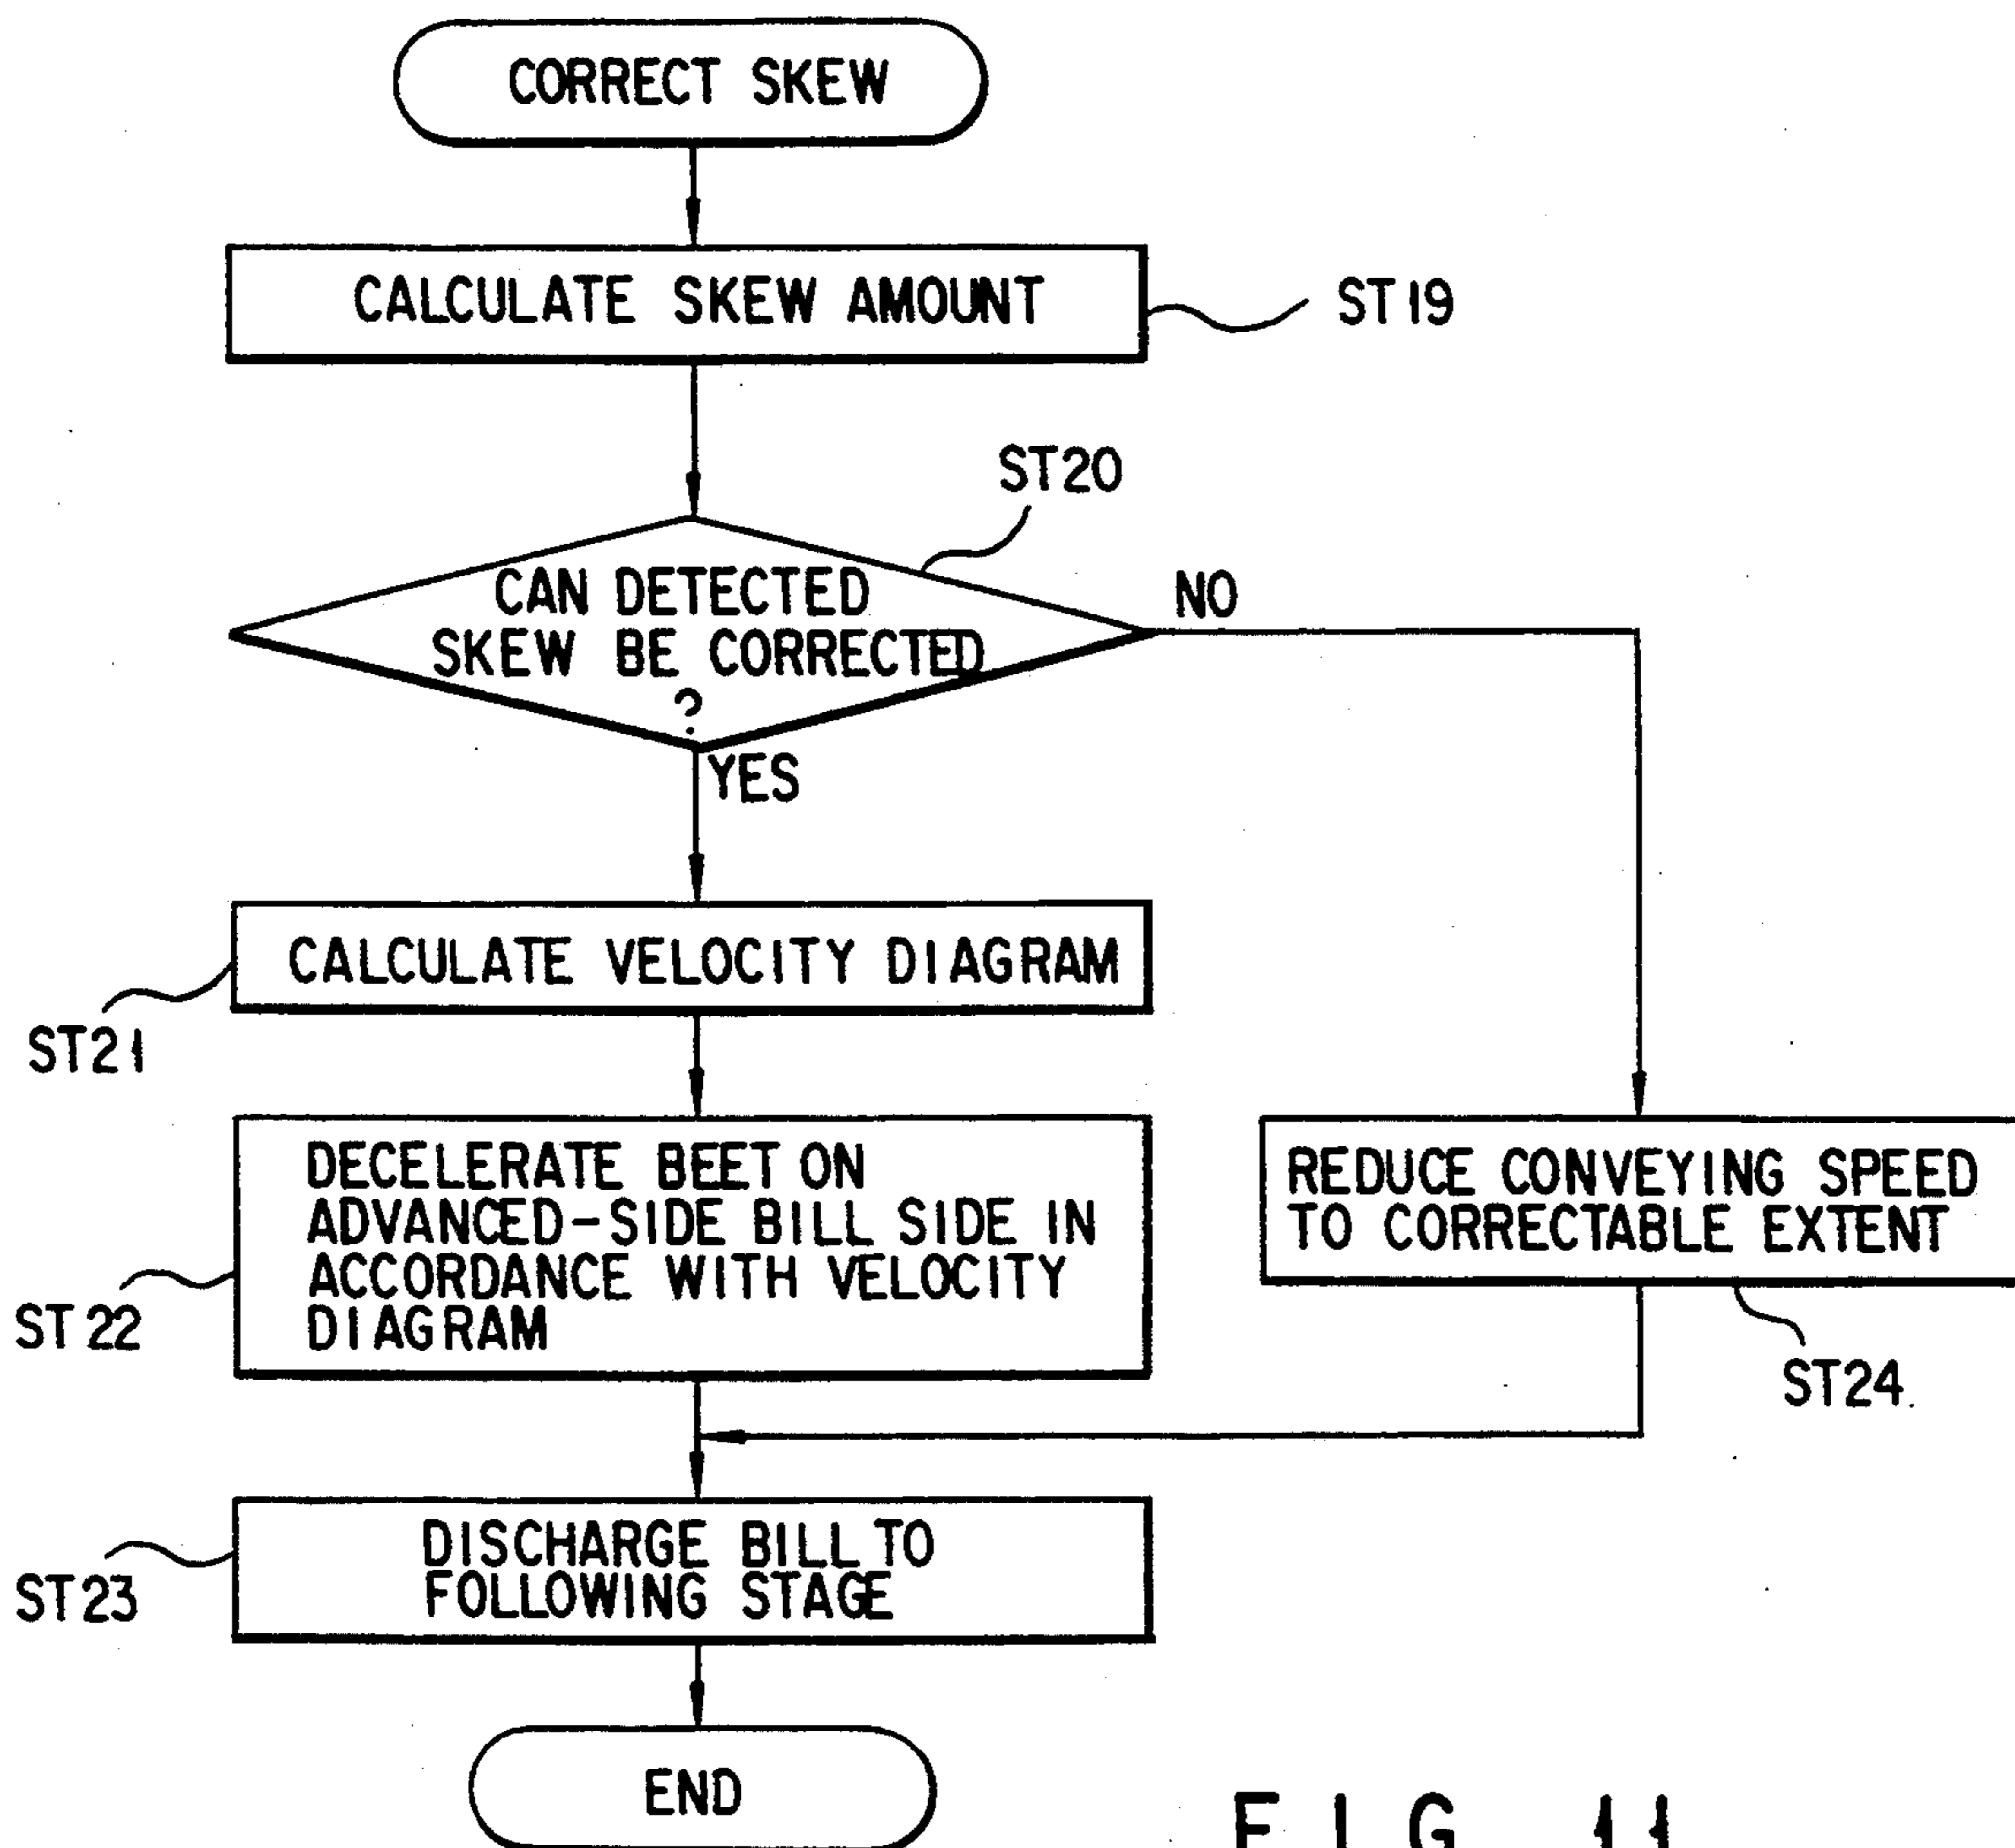 CORRECT SKEW
CALCULATE SKEW AMOUNT
ST19
ST20
CAN DETECTED
SKEW BE CORRECTED
?
NO
YES
CALCULATE VELOCITY DIAGRAM
ST21
DECELERATE BEET ON
ADVANCED-SIDE BILL SIDE IN
ACCORDANCE WITH VELOCITY
DIAGRAM
ST22
REDUCE CONVEYING SPEED
TO CORRECTABLE EXTENT
ST24
DISCHARGE BILL TO
FOLLOWING STAGE
ST23
END
FIG. 11